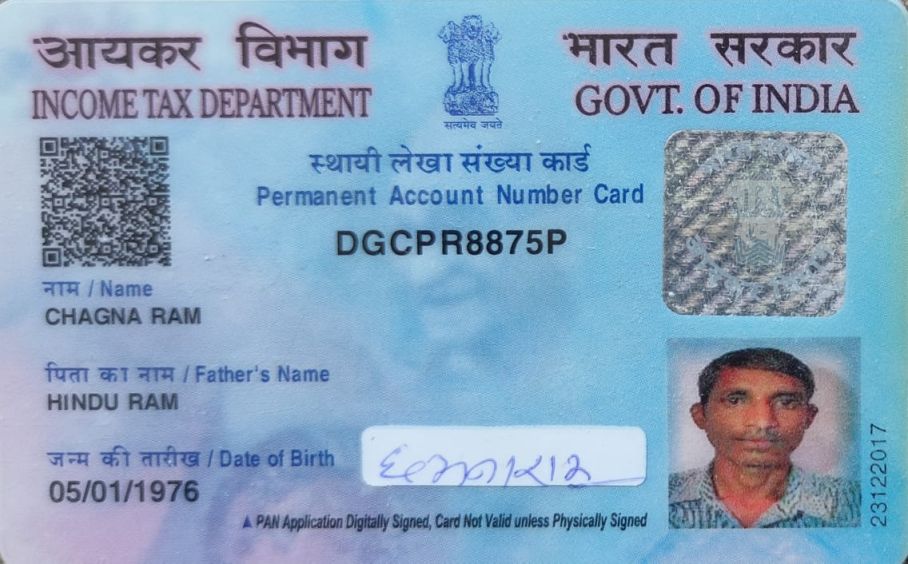 आयकर विभाग
INCOME TAX DEPARTMENT
सत्यमेव जयते
भारत सरकार
GOVT. OF INDIA
स्थायी लेखा संख्या कार्ड
Permanent Account Number Card
DGCPR8875P
नाम / Name
CHAGNA RAM
पिता का नाम / Father's Name
HINDU RAM
जन्म की तारीख / Date of Birth
05/01/1976
छगनाराम
PAN Application Digitally Signed, Card Not Valid unless Physically Signed
23122017